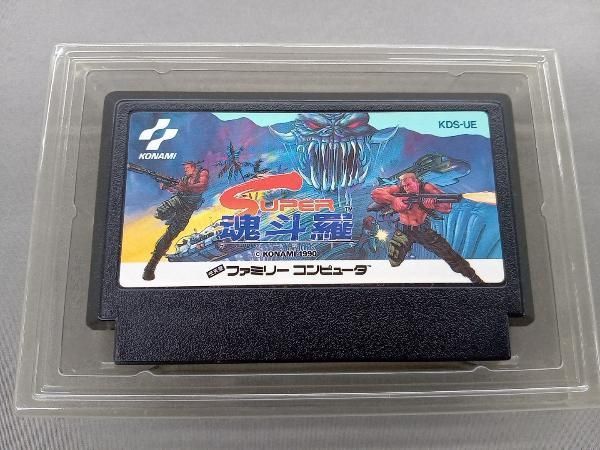 KONAMI
KDS-UE
SUPER
TM
魂斗羅
© KONAMI 1990
ファミリー コンピュータ